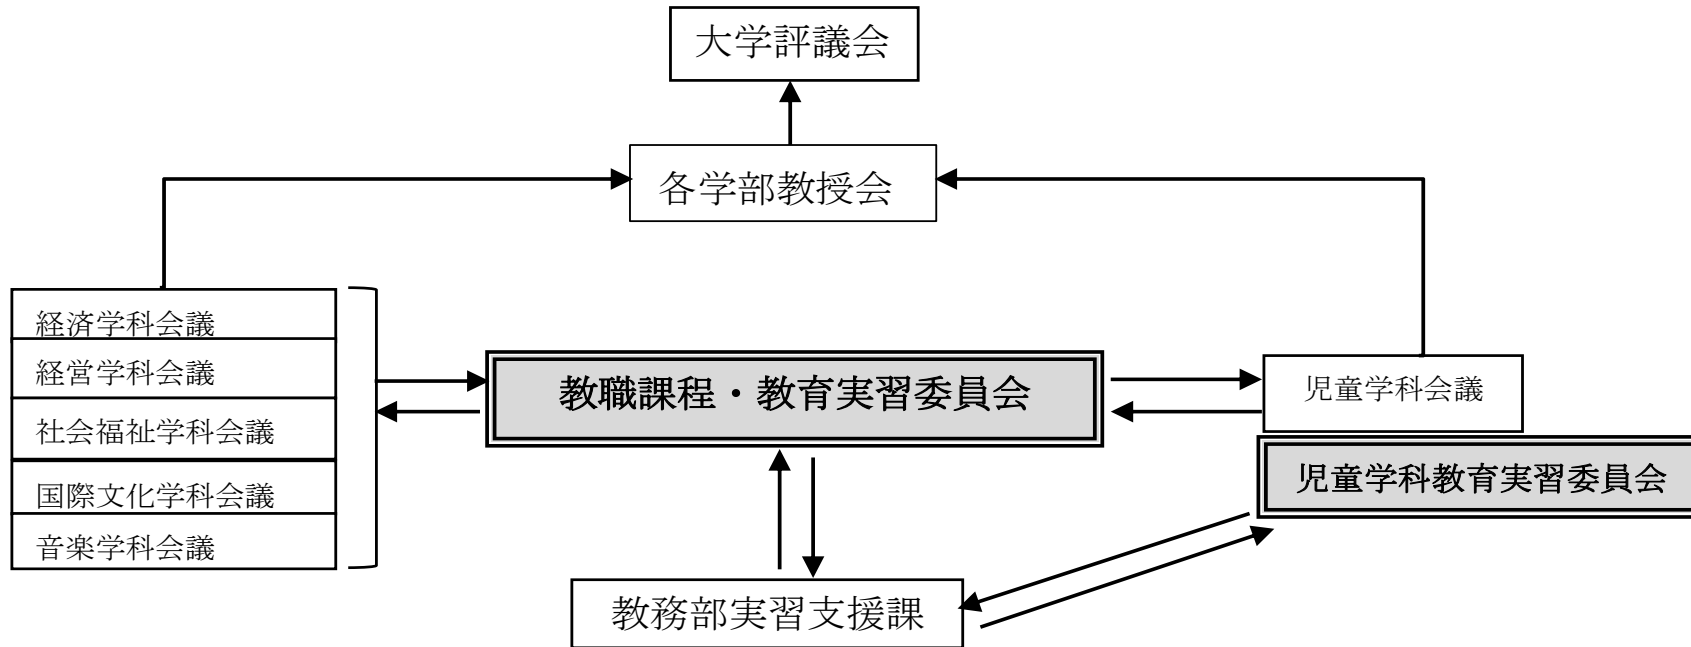 大学評議会
各学部教授会
経済学科会議
経営学科会議
社会福祉学科会議
国際文化学科会議
音楽学科会議
教職課程・教育実習委員会
児童学科会議
児童学科教育実習委員会
教務部実習支援課